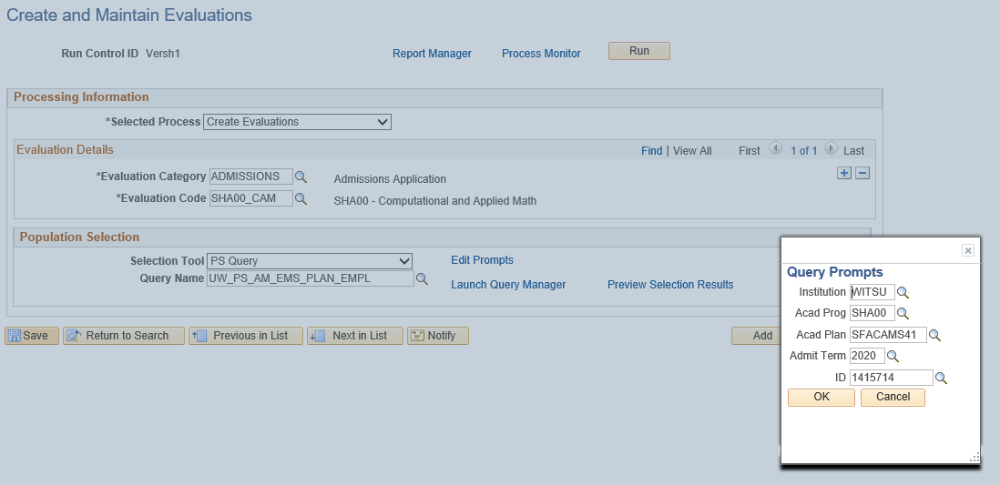 Create and Maintain Evaluations
Run Control ID Versh1 Report Manager Process Monitor Run
Processing Information
*Selected Process Create Evaluations
Evaluation Details Find | View All First 1 of 1 Last
*Evaluation Category ADMISSIONS Admissions Application
*Evaluation Code SHA00_CAM SHA00 - Computational and Applied Math
Population Selection
Selection Tool PS Query Edit Prompts
Query Name UW_PS_AM_EMS_PLAN_EMPL
Launch Query Manager Preview Selection Results
Save Return to Search Previous in List Next in List Notify Add
Query Prompts
Institution WITSU
Acad Prog SHA00
Acad Plan SFACAMS41
Admit Term 2020
ID 1415714
OK Cancel